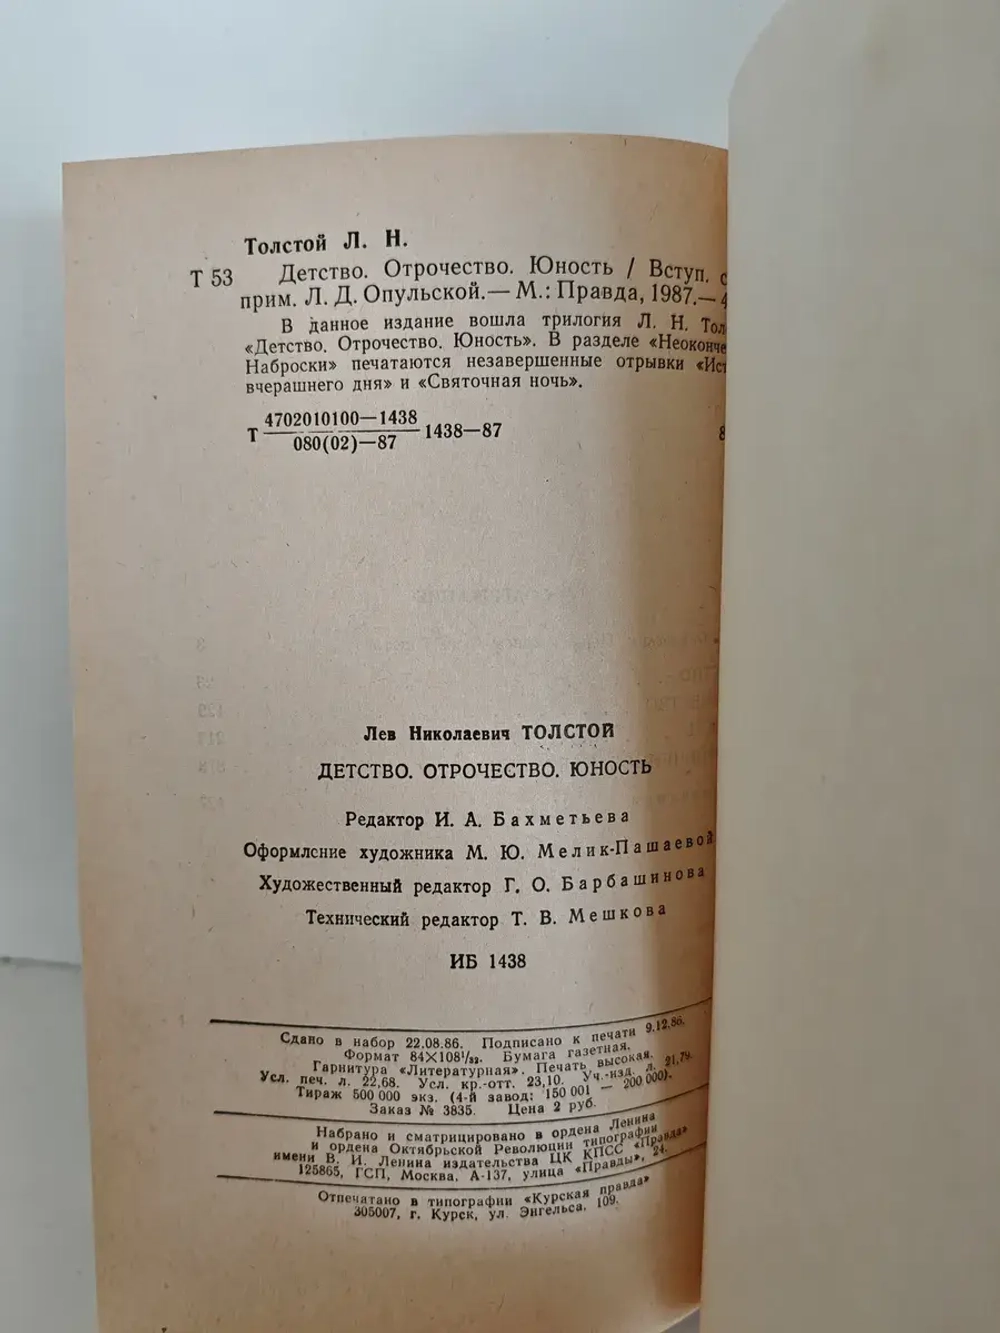 Толстой Л. Н.
Т 53 Детство. Отрочество. Юность / Вступ. с
прим. Л. Д. Опульской.— М.: Правда, 1987.— 4
В данное издание вошла трилогия Л. Н. Тол
«Детство. Отрочество. Юность». В разделе «Неоконче
Наброски» печатаются незавершенные отрывки «Ист
вчерашнего дня» и «Святочная ночь».
4702010100—1438
Т 1438—87
080(02)—87
8
Лев Николаевич ТОЛСТОЙ
ДЕТСТВО. ОТРОЧЕСТВО. ЮНОСТЬ
Редактор И. А. Бахметьева
Оформление художника М. Ю. Мелик-Пашаевой
Художественный редактор Г. О. Барбашинова
Технический редактор Т. В. Мешкова
ИБ 1438
Сдано в набор 22.08.86. Подписано к печати 9.12.86.
Формат 84×108¹/₃₂. Бумага газетная.
Гарнитура «Литературная». Печать высокая.
Усл. печ. л. 22,68. Усл. кр.-отт. 23,10. Уч.-изд. л. 21,79.
Тираж 500 000 экз. (4-й завод: 150 001 — 200 000).
Заказ № 3835. Цена 2 руб.
Набрано и сматрицировано в ордена Ленина
и ордена Октябрьской Революции типографии
имени В. И. Ленина издательства ЦК КПСС «Правда»
125865, ГСП, Москва, А-137, улица «Правды», 24.
Отпечатано в типографии «Курская правда»
305007, г. Курск, ул. Энгельса, 109.